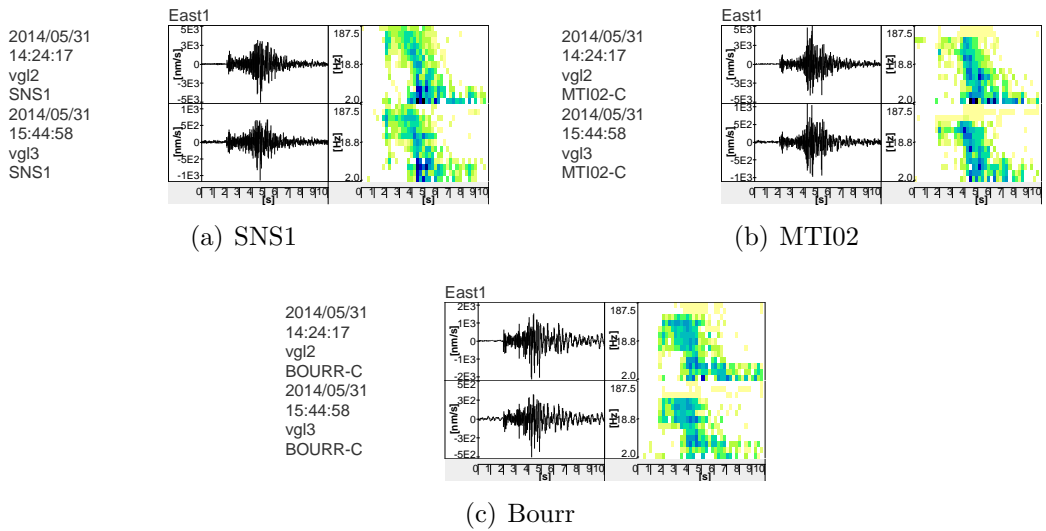 East1
2014/05/31
14:24:17
vgl2
SNS1
2014/05/31
15:44:58
vgl3
SNS1
5E3
3E3
0
-3E3
-5E3
[nm/s]
1E3
5E2
0
-5E2
-1E3
[nm/s]
187.5
18.8
2.0
[Hz]
187.5
18.8
2.0
[Hz]
0 1 2 3 4 5 6 7 8 9 10
0 1 2 3 4 5 6 7 8 9 10
[s]
(a) SNS1
East1
2014/05/31
14:24:17
vgl2
MTI02-C
2014/05/31
15:44:58
vgl3
MTI02-C
5E3
3E3
0
-3E3
-5E3
[nm/s]
1E3
5E2
0
-5E2
-1E3
[nm/s]
187.5
18.8
2.0
[Hz]
187.5
18.8
2.0
[Hz]
0 1 2 3 4 5 6 7 8 9 10
0 1 2 3 4 5 6 7 8 9 10
[s]
(b) MTI02
East1
2014/05/31
14:24:17
vgl2
BOURR-C
2014/05/31
15:44:58
vgl3
BOURR-C
2E3
1E3
0
-1E3
-2E3
[nm/s]
5E2
3E2
0
-3E2
-5E2
[nm/s]
187.5
18.8
2.0
[Hz]
187.5
18.8
2.0
[Hz]
0 1 2 3 4 5 6 7 8 9 10
0 1 2 3 4 5 6 7 8 9 10
[s]
(c) Bourr